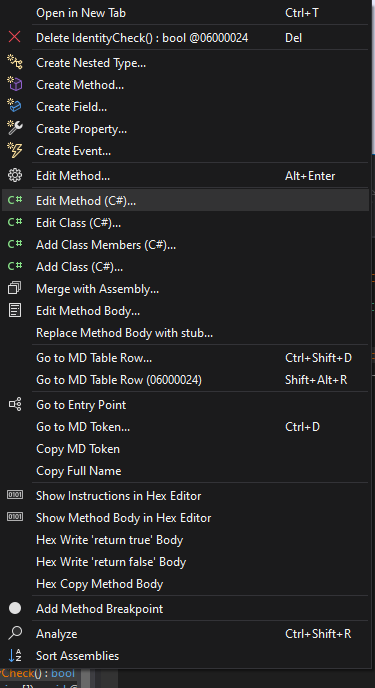 Open in New Tab Ctrl+T
Delete IdentityCheck() : bool @06000024 Del
Create Nested Type...
Create Method...
Create Field...
Create Property...
Create Event...
Edit Method... Alt+Enter
C# Edit Method (C#)...
C# Edit Class (C#)...
C# Add Class Members (C#)...
C# Add Class (C#)...
Merge with Assembly...
Edit Method Body...
Replace Method Body with stub...
Go to MD Table Row... Ctrl+Shift+D
Go to MD Table Row (06000024) Shift+Alt+R
Go to Entry Point
Go to MD Token... Ctrl+D
Copy MD Token
Copy Full Name
0101 Show Instructions in Hex Editor
0101 Show Method Body in Hex Editor
Hex Write 'return true' Body
Hex Write 'return false' Body
Hex Copy Method Body
Add Method Breakpoint
Analyze Ctrl+Shift+R
AZ Sort Assemblies
yCheck() : bool